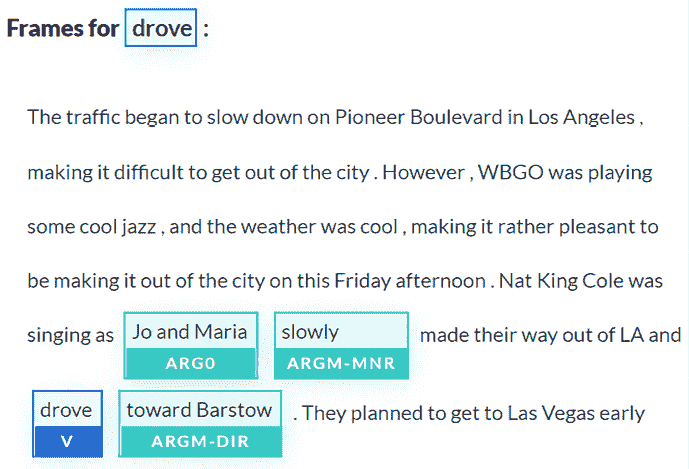 Frames for drove :
The traffic began to slow down on Pioneer Boulevard in Los Angeles ,
making it difficult to get out of the city . However , WBGO was playing
some cool jazz , and the weather was cool , making it rather pleasant to
be making it out of the city on this Friday afternoon . Nat King Cole was
singing as Jo and Maria slowly made their way out of LA and
ARG0 ARGM-MNR
drove toward Barstow . They planned to get to Las Vegas early
V ARGM-DIR